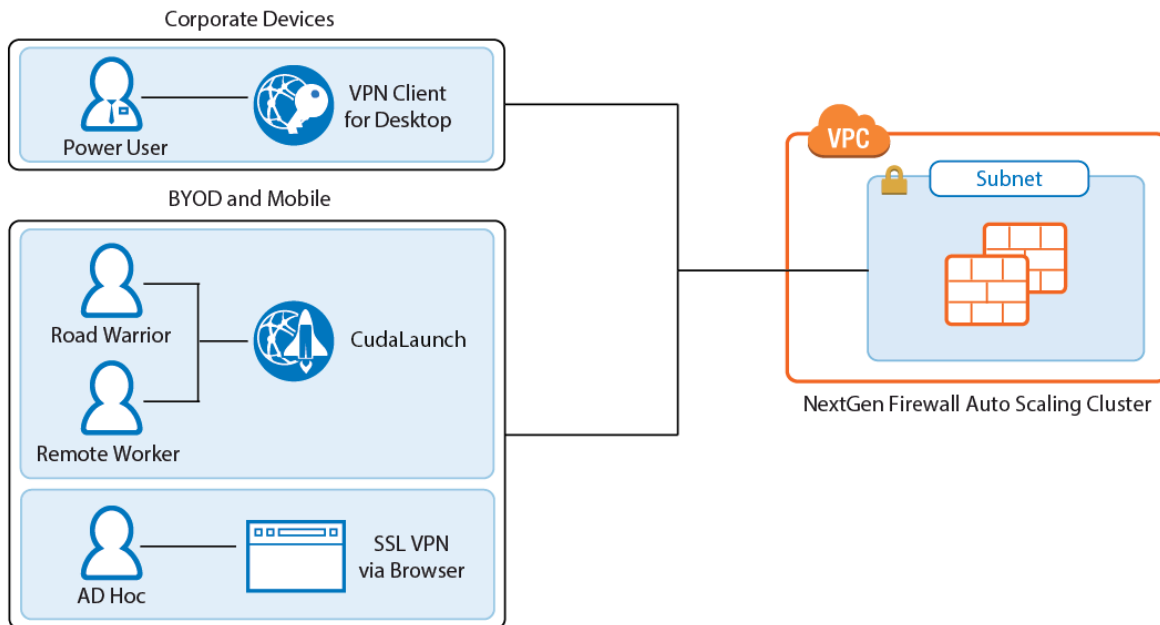 Corporate Devices
Power User
VPN Client
for Desktop
BYOD and Mobile
Road Warrior
CudaLaunch
Remote Worker
AD Hoc
SSL VPN
via Browser
VPC
Subnet
NextGen Firewall Auto Scaling Cluster